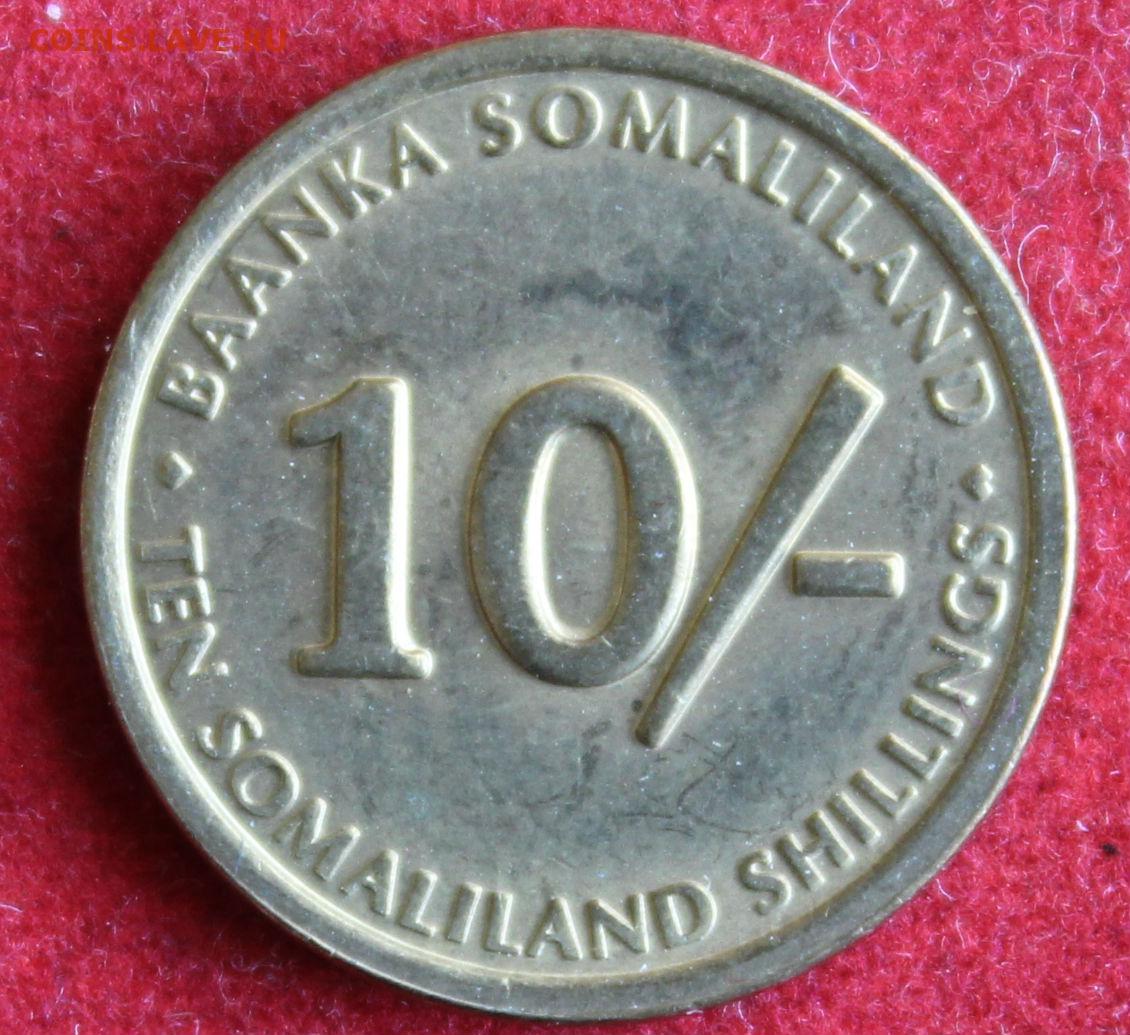 COINS.LAVE.RU
• BAANKA SOMALILAND •
10/-
TEN SOMALILAND SHILLINGS